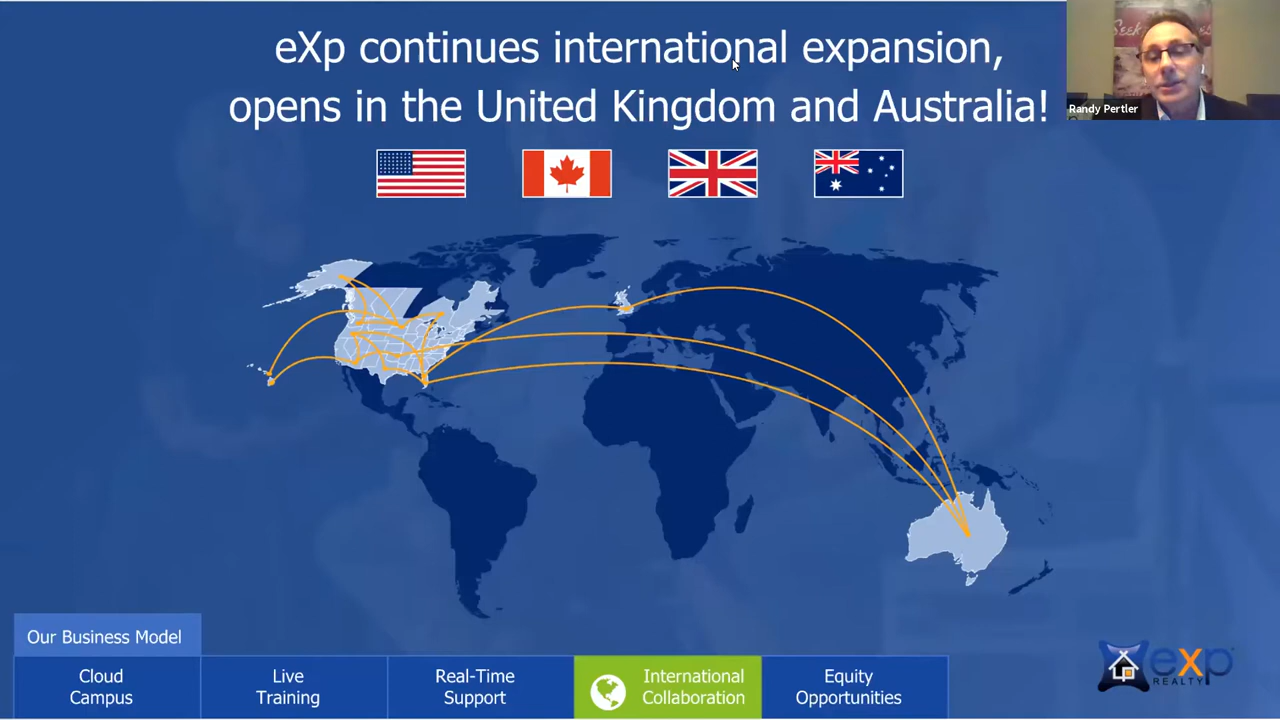 eXp continues international expansion,
opens in the United Kingdom and Australia!
Randy Pertler
Our Business Model
Cloud
Campus
Live
Training
Real-Time
Support
International
Collaboration
Equity
Opportunities
eXp
REALTY